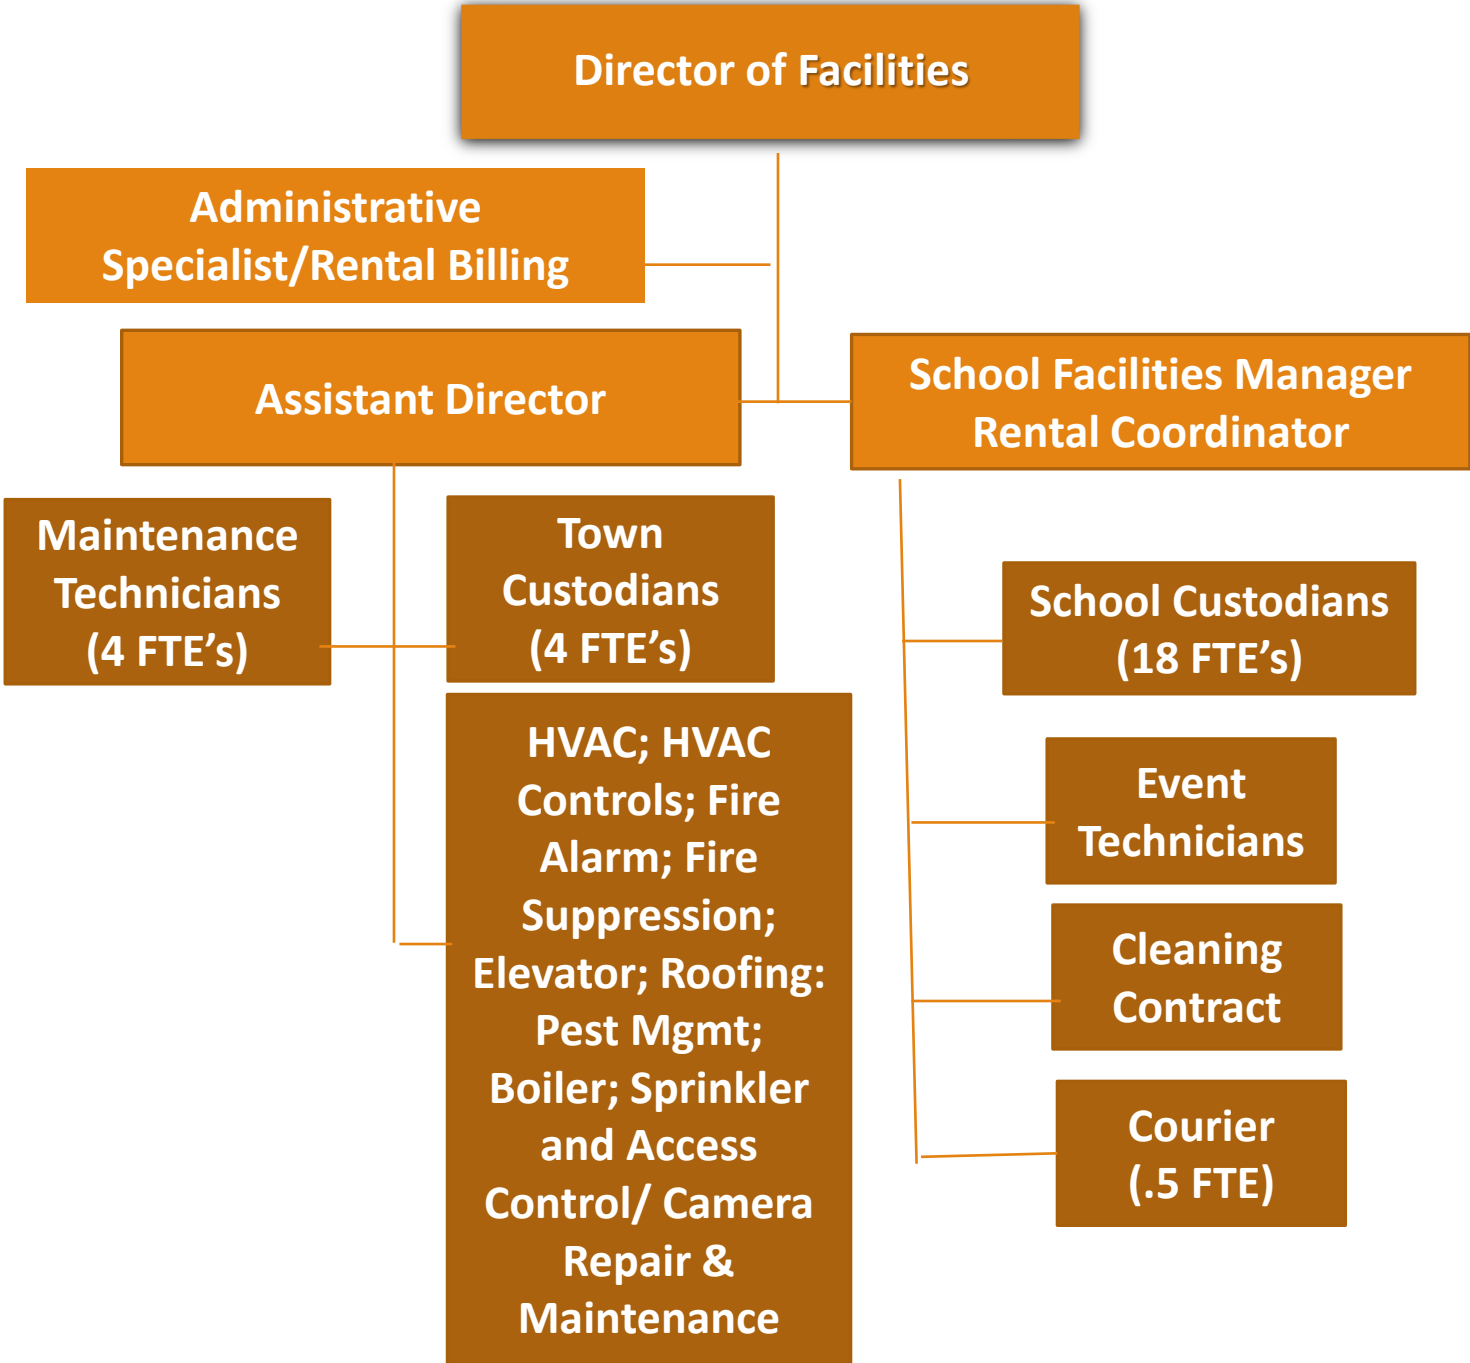 Director of Facilities
Administrative
Specialist/Rental Billing
Assistant Director
School Facilities Manager
Rental Coordinator
Maintenance
Technicians
(4 FTE’s)
Town
Custodians
(4 FTE’s)
HVAC; HVAC
Controls; Fire
Alarm; Fire
Suppression;
Elevator; Roofing:
Pest Mgmt;
Boiler; Sprinkler
and Access
Control/ Camera
Repair &
Maintenance
School Custodians
(18 FTE’s)
Event
Technicians
Cleaning
Contract
Courier
(.5 FTE)